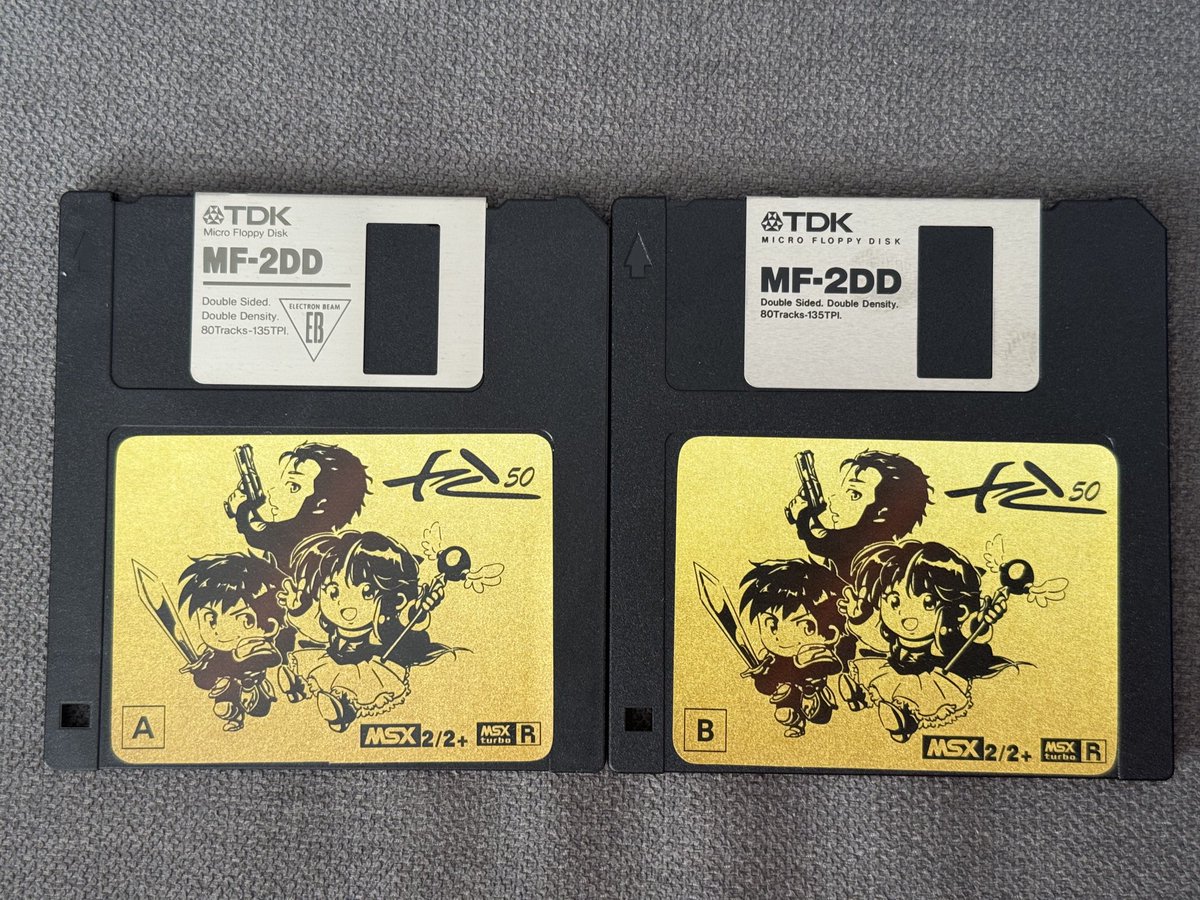 TDK
Micro Floppy Disk
MF-2DD
Double Sided.
Double Density.
80Tracks-135TPI.
ELECTRON BEAM
EB
50
A
MSX 2/2+
MSX turbo R
TDK
MICRO FLOPPY DISK
MF-2DD
Double Sided. Double Density.
80Tracks-135TPI.
50
B
MSX 2/2+
MSX turbo R